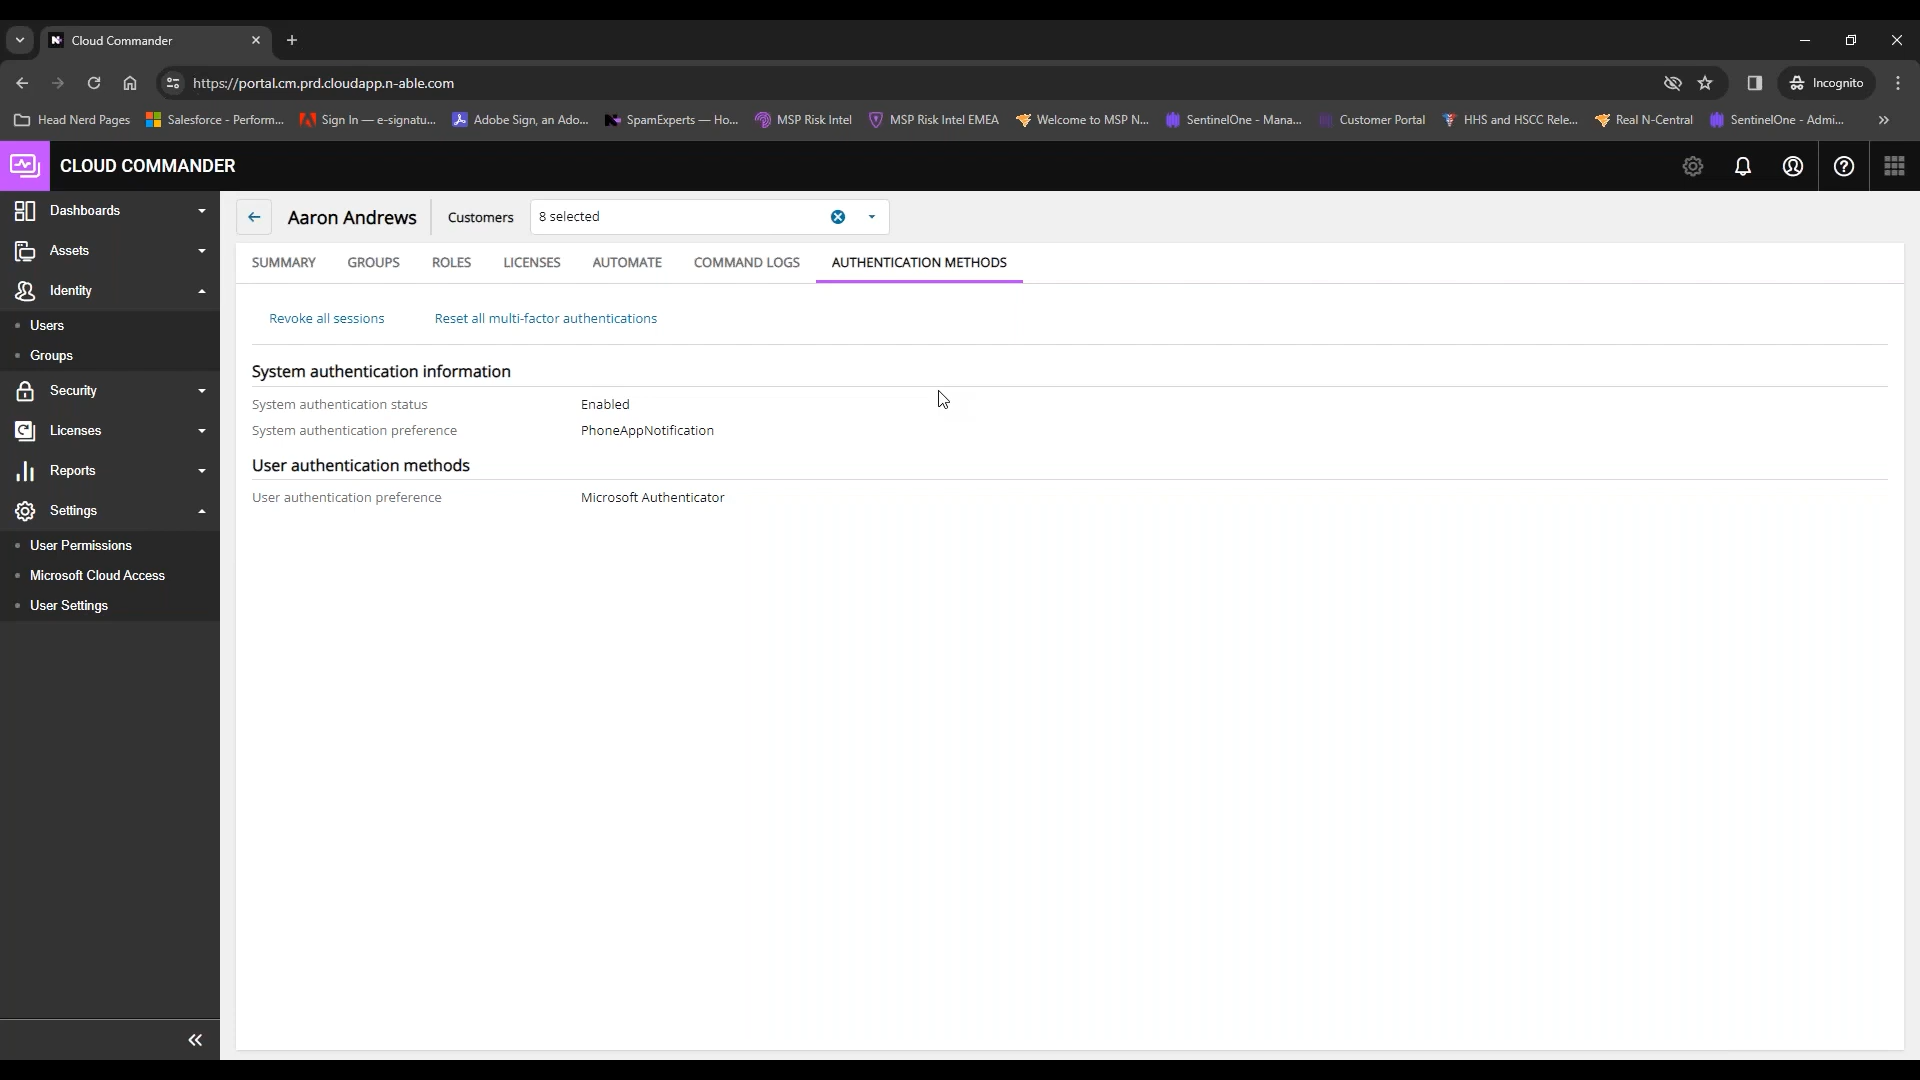 Cloud Commander
https://portal.cm.prd.cloudapp.n-able.com
Incognito
Head Nerd Pages
Salesforce - Perform...
Sign In — e-signatu...
Adobe Sign, an Ado...
SpamExperts — Ho...
MSP Risk Intel
MSP Risk Intel EMEA
Welcome to MSP N...
SentinelOne - Mana...
Customer Portal
HHS and HSCC Rele...
Real N-Central
SentinelOne - Admi...
CLOUD COMMANDER
Dashboards
Assets
Identity
Users
Groups
Security
Licenses
Reports
Settings
User Permissions
Microsoft Cloud Access
User Settings
Aaron Andrews
Customers
8 selected
SUMMARY
GROUPS
ROLES
LICENSES
AUTOMATE
COMMAND LOGS
AUTHENTICATION METHODS
Revoke all sessions
Reset all multi-factor authentications
System authentication information
System authentication status Enabled
System authentication preference PhoneAppNotification
User authentication methods
User authentication preference Microsoft Authenticator